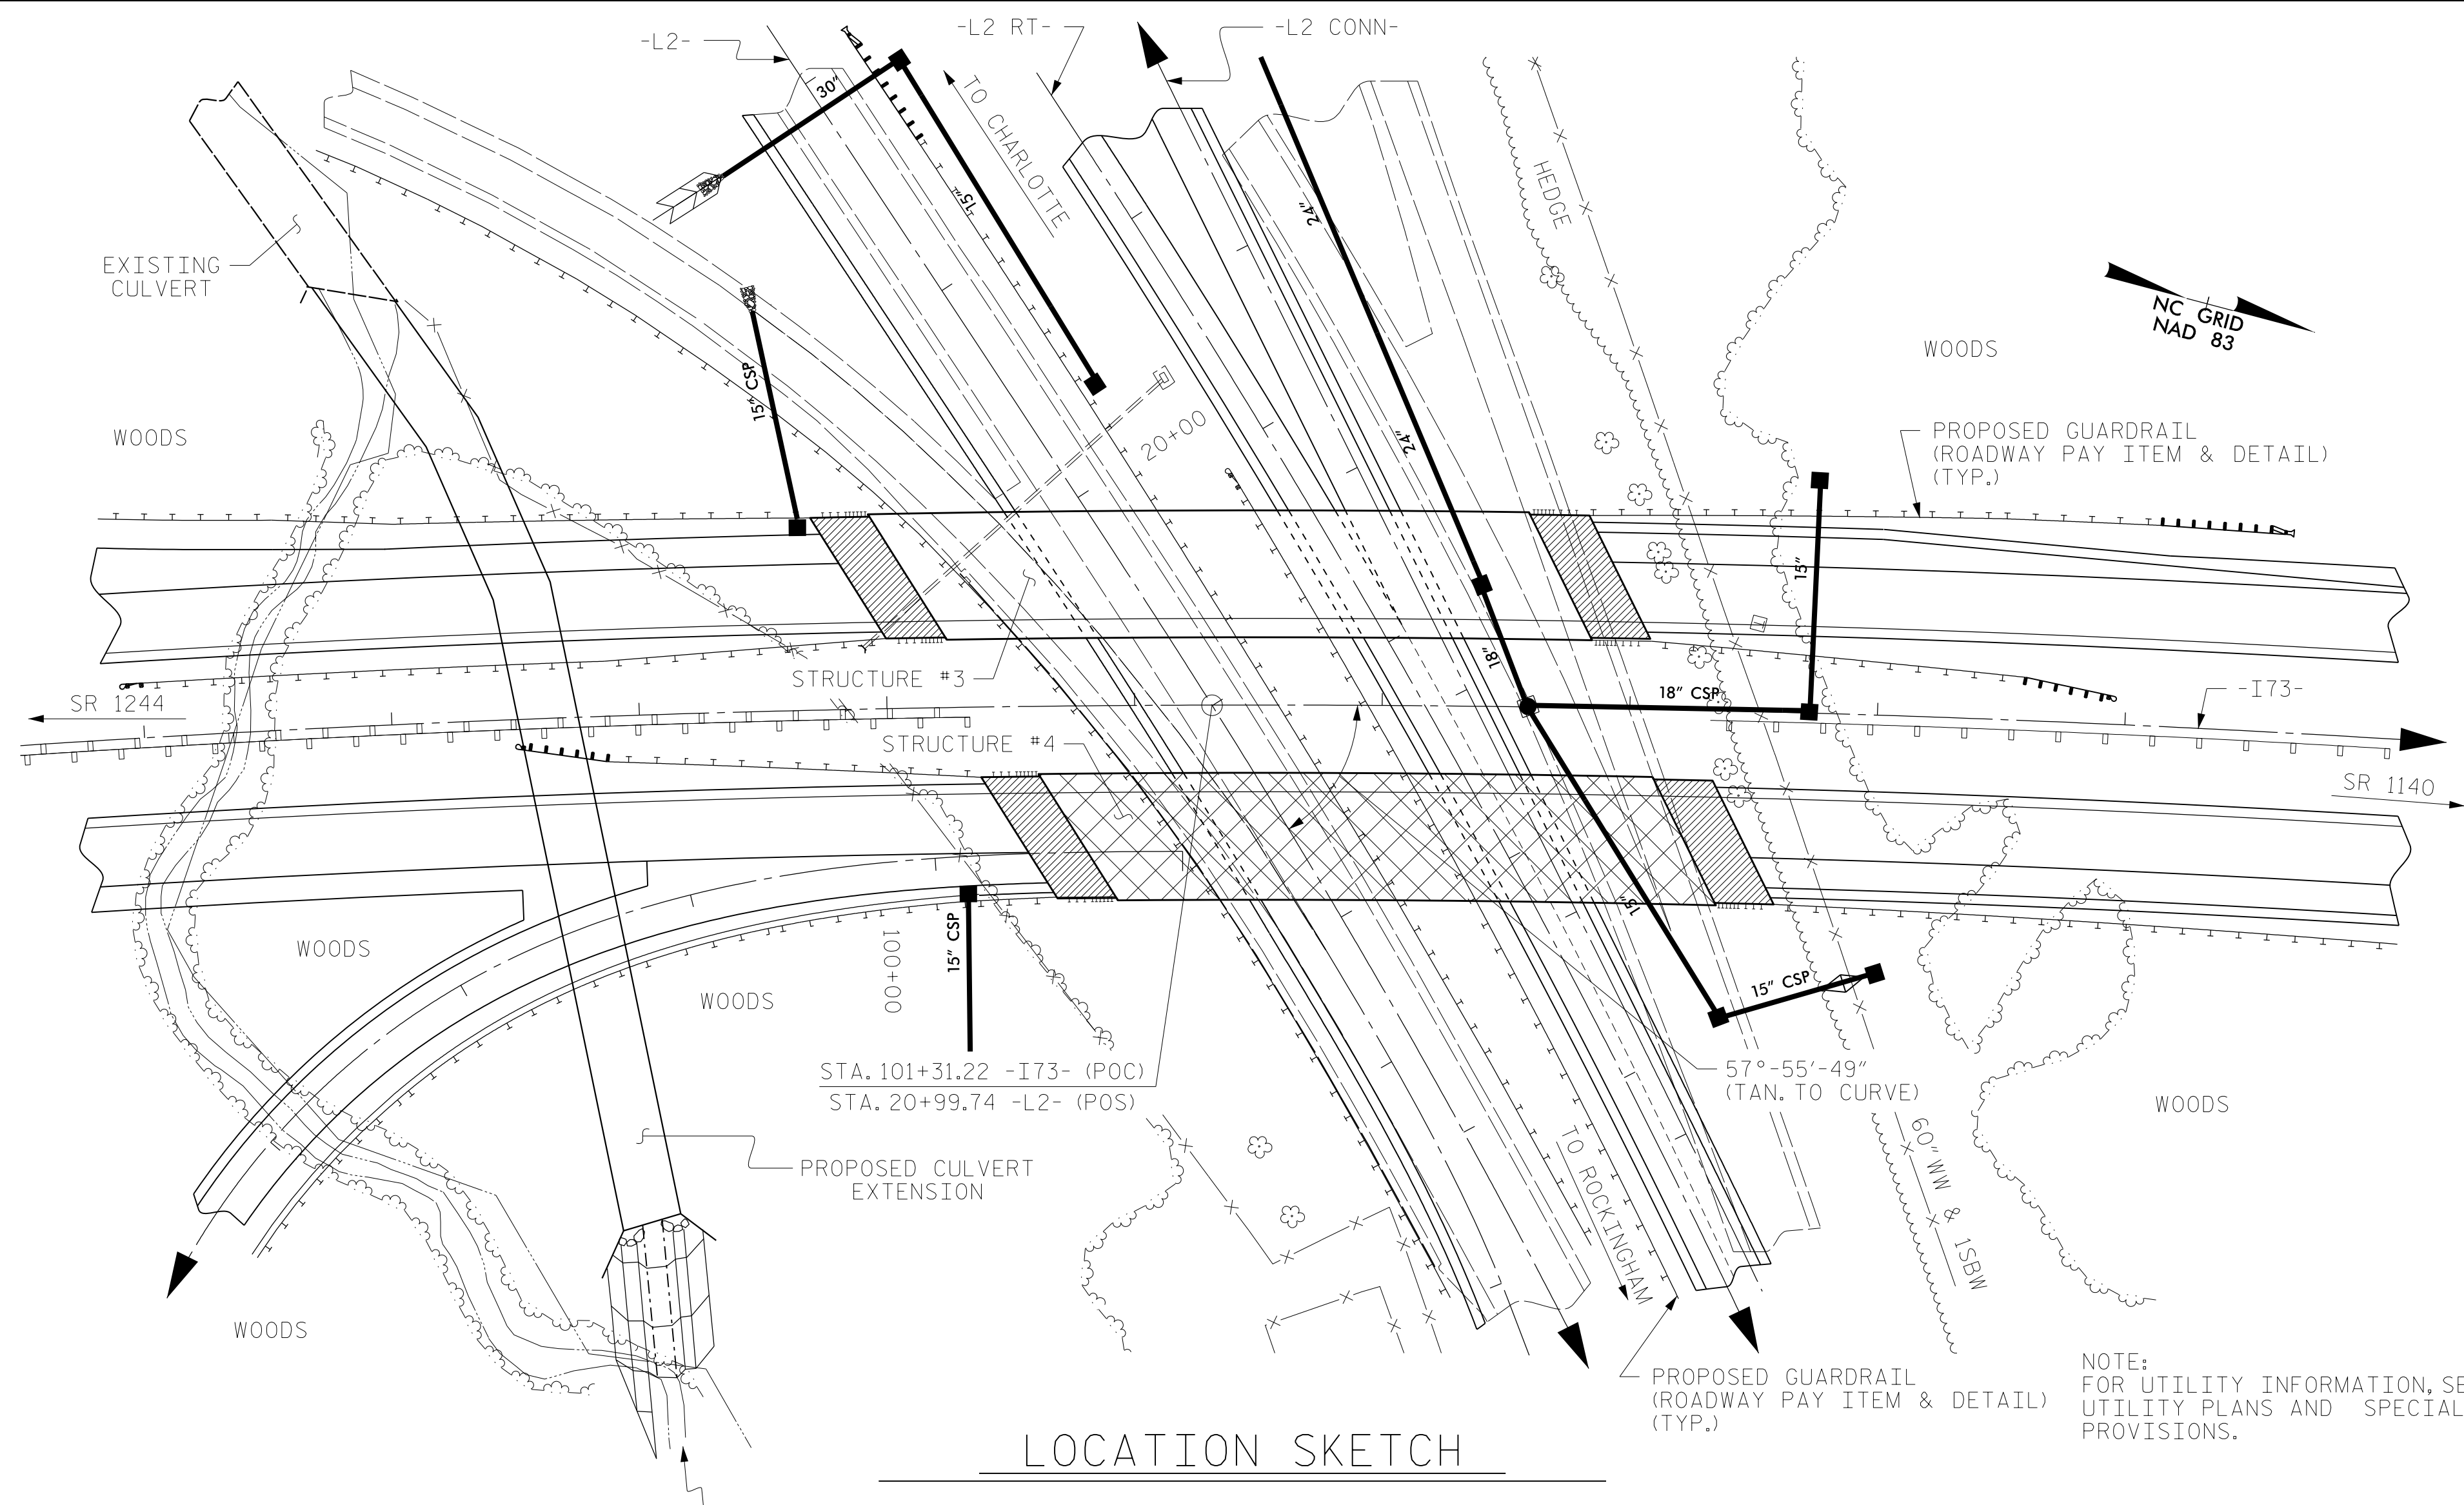 -L2-
-L2 RT-
-L2 CONN-
30"
TO CHARLOTTE
15"
24"
HEDGE
EXISTING
CULVERT
NC GRID
NAD 83
WOODS
15" CSP
20+00
24"
WOODS
PROPOSED GUARDRAIL
(ROADWAY PAY ITEM & DETAIL)
(TYP.)
15"
STRUCTURE #3
18"
18" CSP
-I73-
SR 1244
STRUCTURE #4
SR 1140
15"
WOODS
15" CSP
100+00
WOODS
15" CSP
STA. 101+31.22 -I73- (POC)
STA. 20+99.74 -L2- (POS)
57°-55'-49"
(TAN. TO CURVE)
WOODS
PROPOSED CULVERT
EXTENSION
TO ROCKINGHAM
60" WW & 1SBW
WOODS
PROPOSED GUARDRAIL
(ROADWAY PAY ITEM & DETAIL)
(TYP.)
NOTE:
FOR UTILITY INFORMATION, SE
UTILITY PLANS AND SPECIAL
PROVISIONS.
LOCATION SKETCH